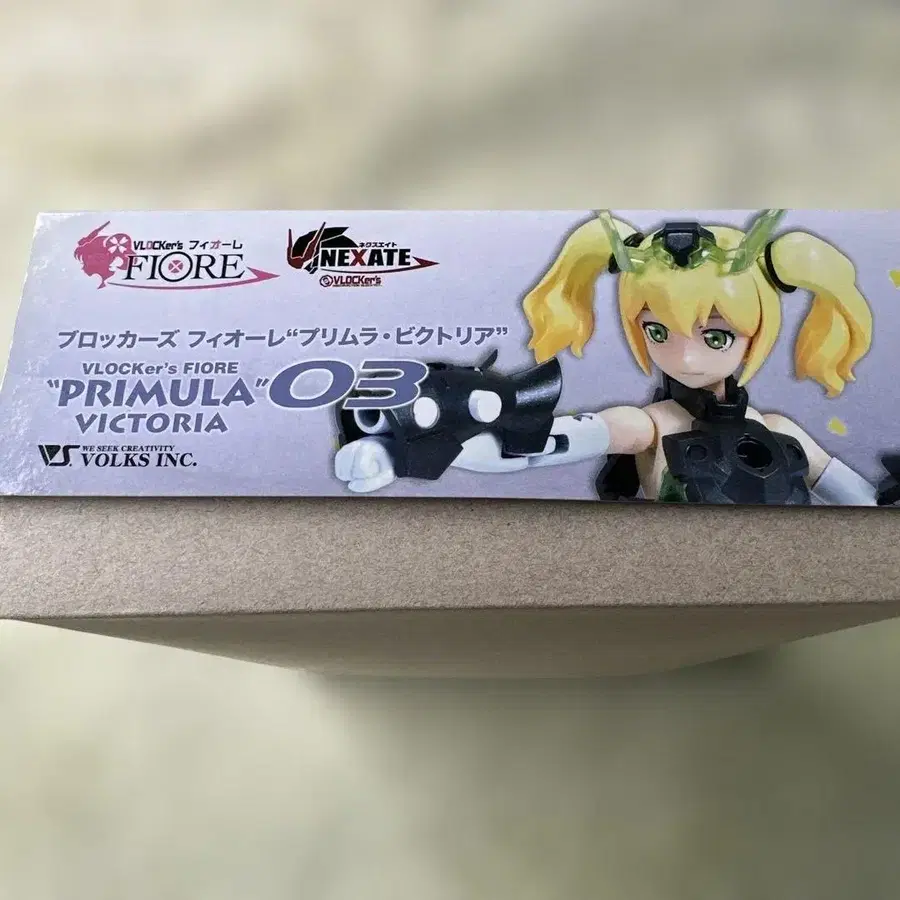 VLOCKer's フィオーレ
FIORE
ネクスエイト
NEXATE
VLOCKer's
ブロッカーズ フィオーレ“プリムラ・ビクトリア”
VLOCKer's FIORE
“PRIMULA” 03
VICTORIA
VS WE SEEK CREATIVITY
VOLKS INC.